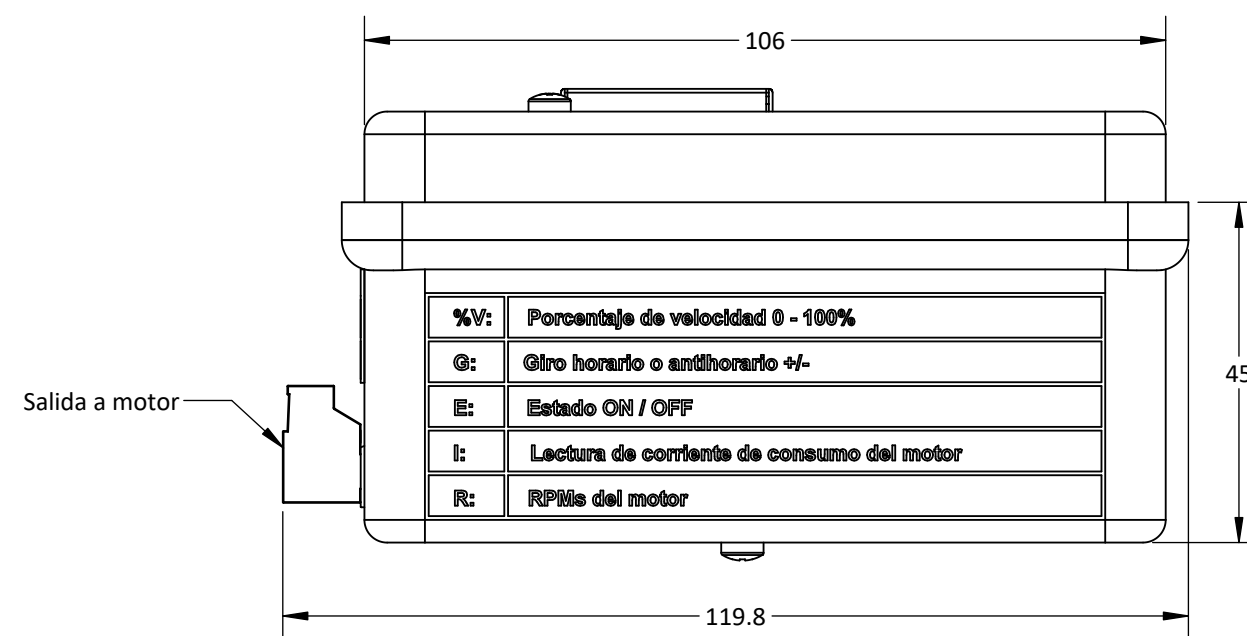 106
%V: Porcentaje de velocidad 0 - 100%
G: Giro horario o antihorario +/-
E: Estado ON / OFF
I: Lectura de corriente de consumo del motor
R: RPMs del motor
45
Salida a motor
119.8